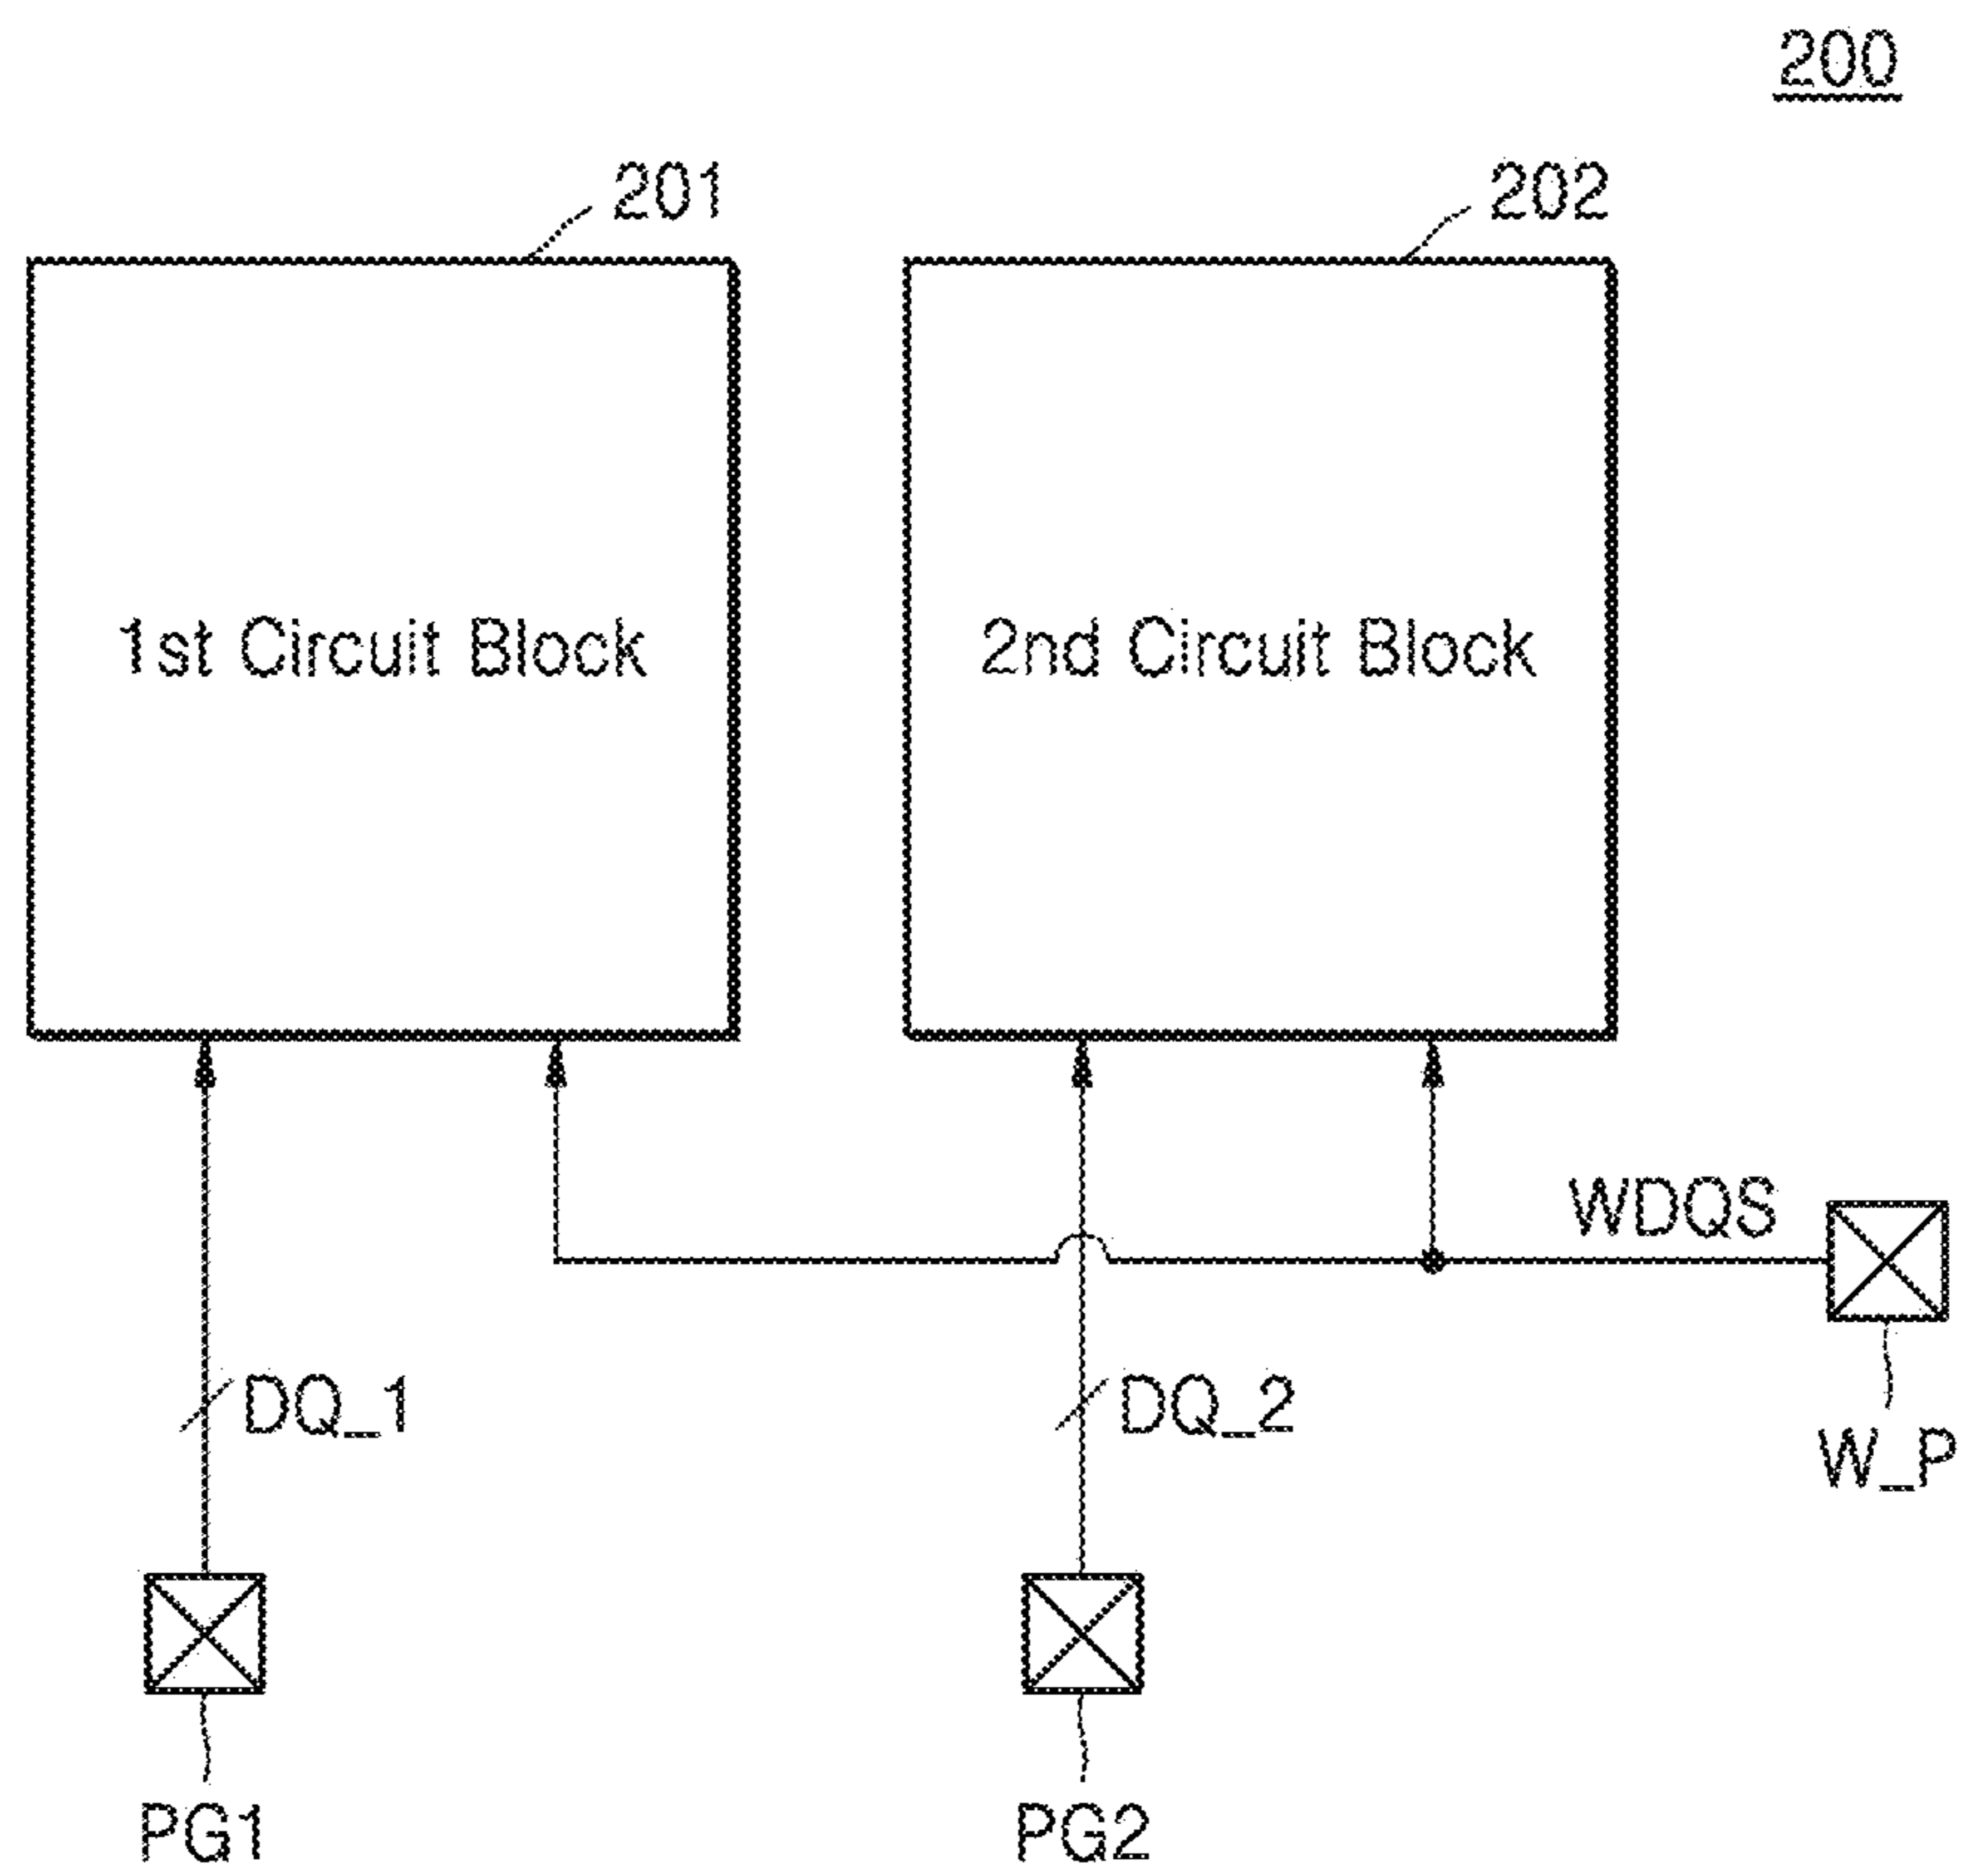 200
201
202
1st Circuit Block
2nd Circuit Block
WDQS
DQ_1
DQ_2
W_P
PG1
PG2